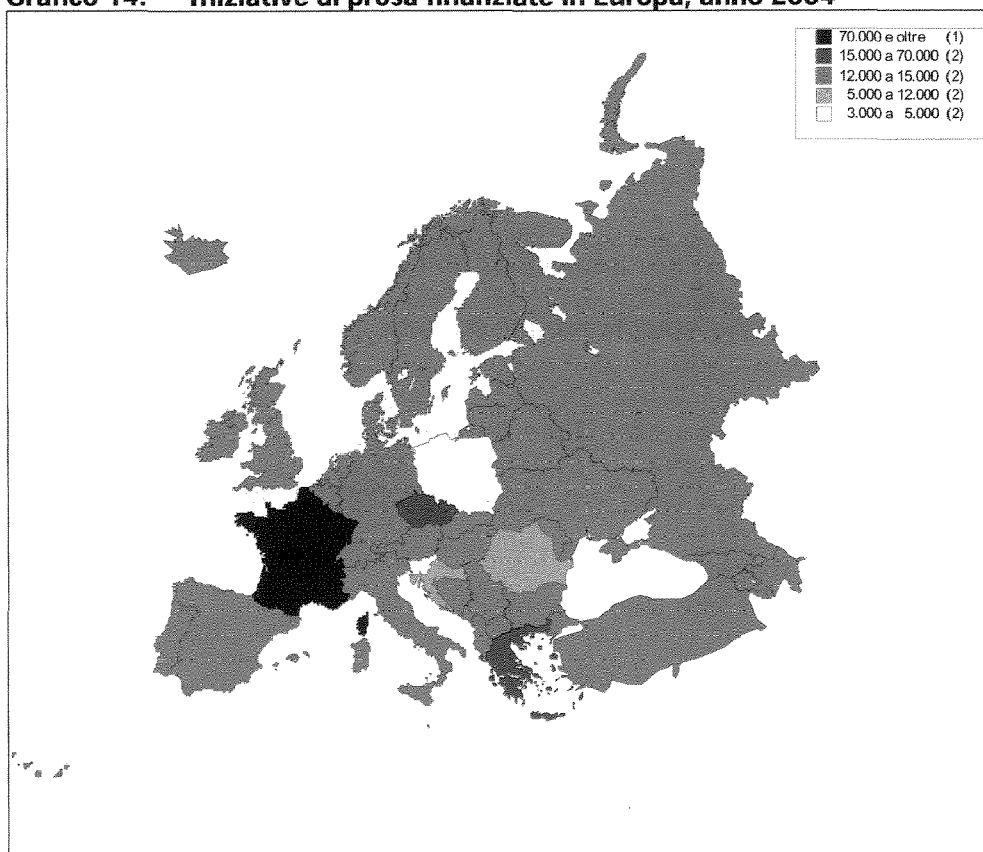 Grafico 14. Iniziative di prosa finanziate in Europa, anno 2004
70.000 e oltre (1)
15.000 a 70.000 (2)
12.000 a 15.000 (2)
5.000 a 12.000 (2)
3.000 a 5.000 (2)